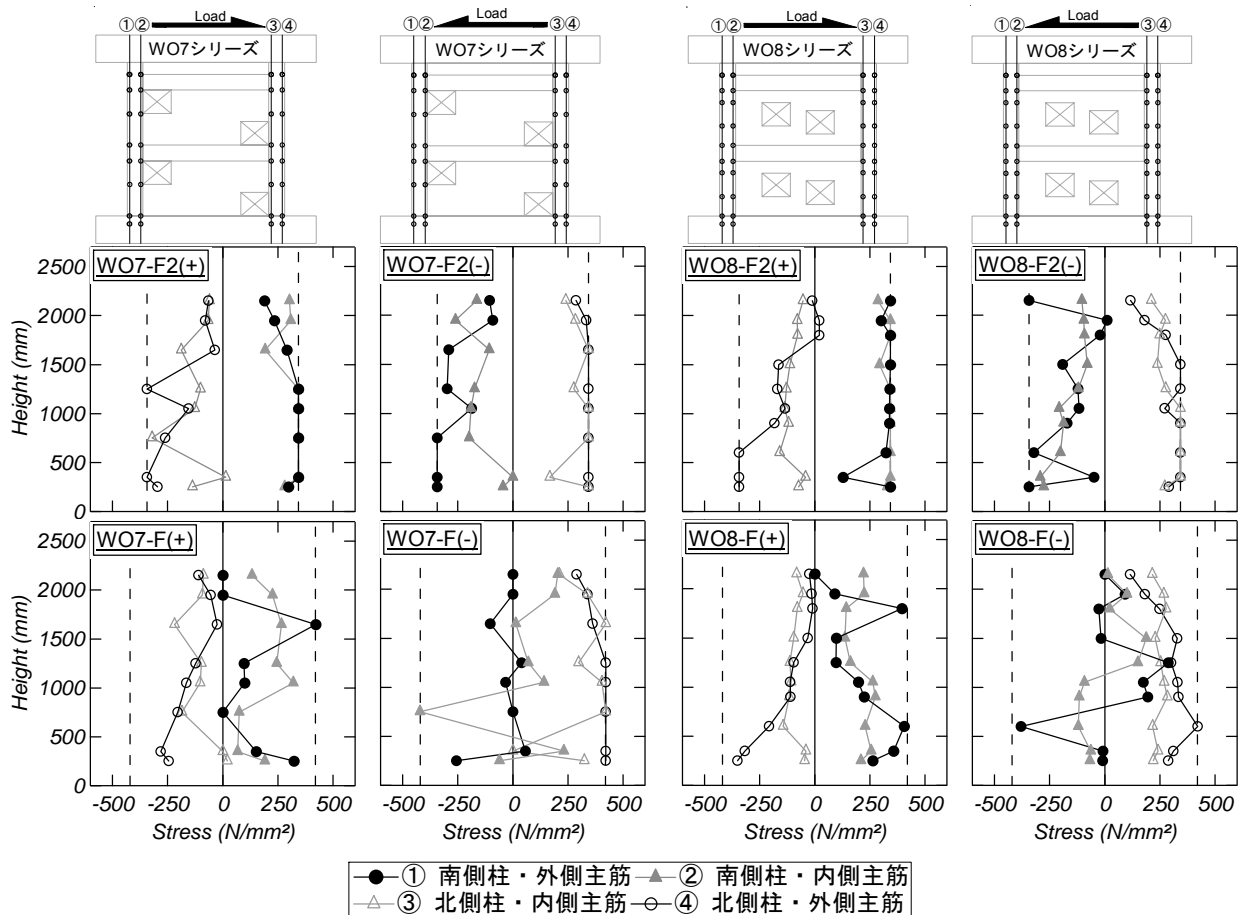 Load Load Load Load
①② ③④ ①② ③④ ①② ③④ ①② ③④
WO7シリーズ WO7シリーズ WO8シリーズ WO8シリーズ
WO7-F2(+) WO7-F2(-) WO8-F2(+) WO8-F2(-)
2500
2000
1500
1000
500
0
Height (mm)
WO7-F(+) WO7-F(-) WO8-F(+) WO8-F(-)
2500
2000
1500
1000
500
0
Height (mm)
-500 -250 0 250 500 -500 -250 0 250 500 -500 -250 0 250 500 -500 -250 0 250 500
Stress (N/mm²) Stress (N/mm²) Stress (N/mm²) Stress (N/mm²)
① 南側柱・外側主筋 ② 南側柱・内側主筋
③ 北側柱・内側主筋 ④ 北側柱・外側主筋